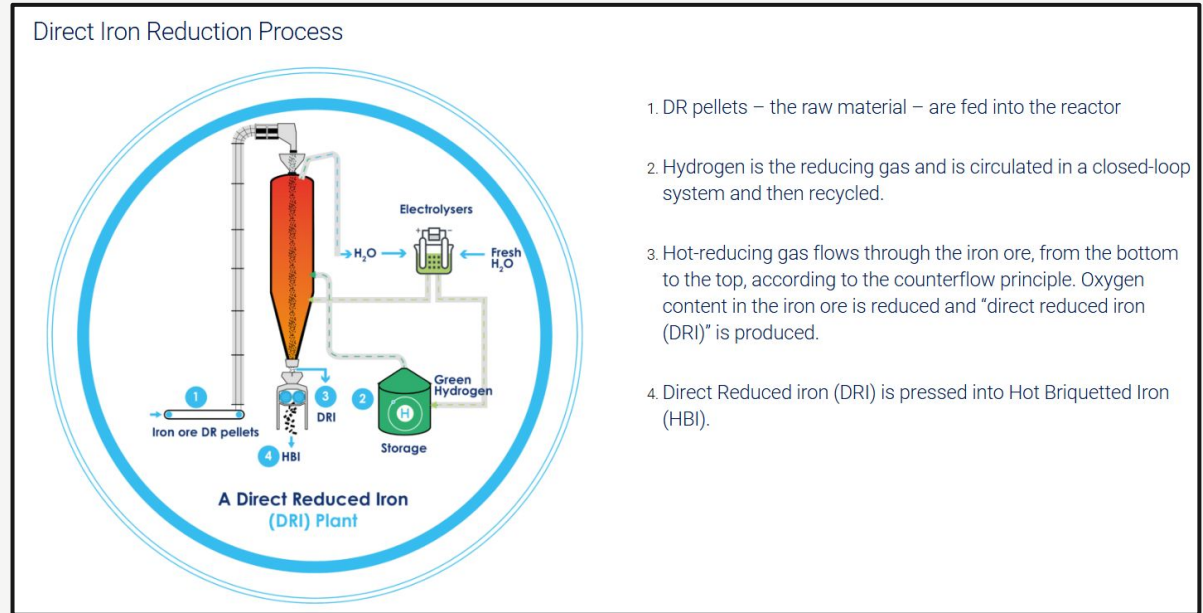 Direct Iron Reduction Process
Electrolysers
+ −
H₂O
Fresh
H₂O
Green
Hydrogen
1
2
H
3
DRI
Iron ore DR pellets
Storage
4 HBI
A Direct Reduced Iron
(DRI) Plant
1. DR pellets – the raw material – are fed into the reactor
2. Hydrogen is the reducing gas and is circulated in a closed-loop
system and then recycled.
3. Hot-reducing gas flows through the iron ore, from the bottom
to the top, according to the counterflow principle. Oxygen
content in the iron ore is reduced and “direct reduced iron
(DRI)” is produced.
4. Direct Reduced iron (DRI) is pressed into Hot Briquetted Iron
(HBI).